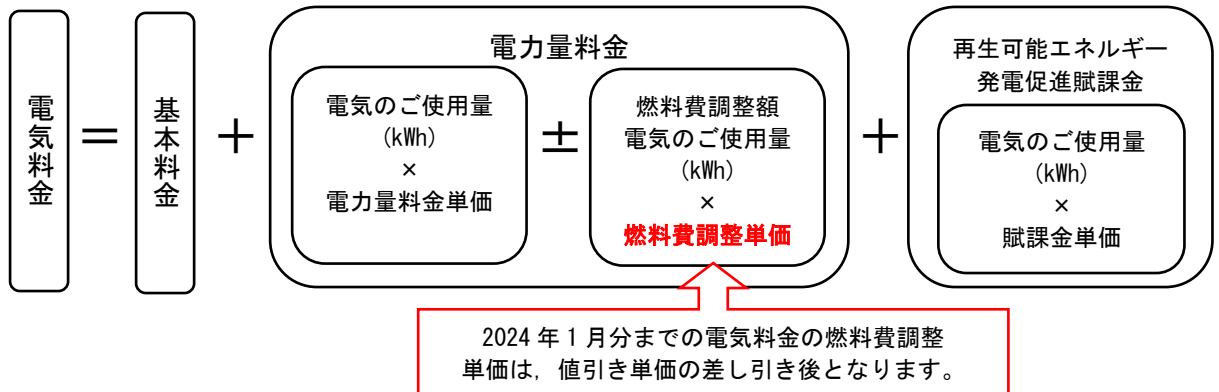 電気料金
＝
基本料金
＋
電力量料金
電気のご使用量
(kWh)
×
電力量料金単価
±
燃料費調整額
電気のご使用量
(kWh)
×
燃料費調整単価
＋
再生可能エネルギー
発電促進賦課金
電気のご使用量
(kWh)
×
賦課金単価
2024 年 1 月分までの電気料金の燃料費調整
単価は，値引き単価の差し引き後となります。